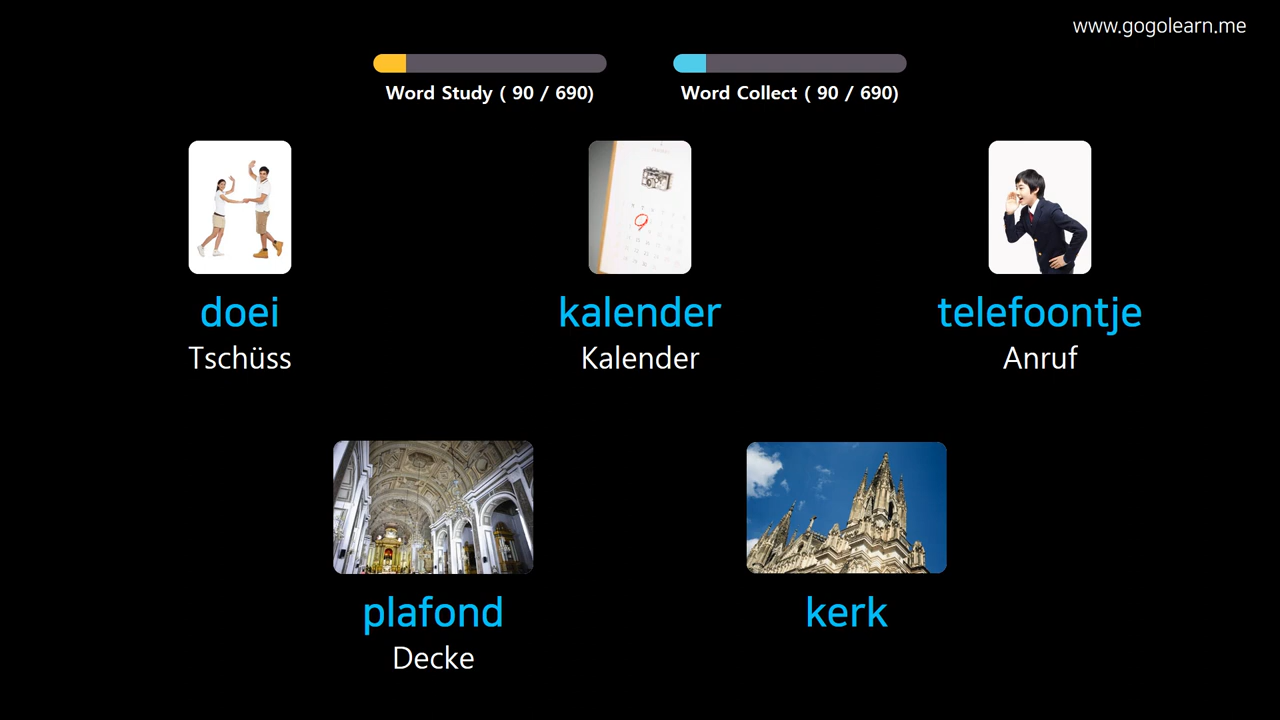 www.gogolearn.me
Word Study ( 90 / 690)
Word Collect ( 90 / 690)
doei
Tschüss
kalender
Kalender
telefoontje
Anruf
plafond
Decke
kerk